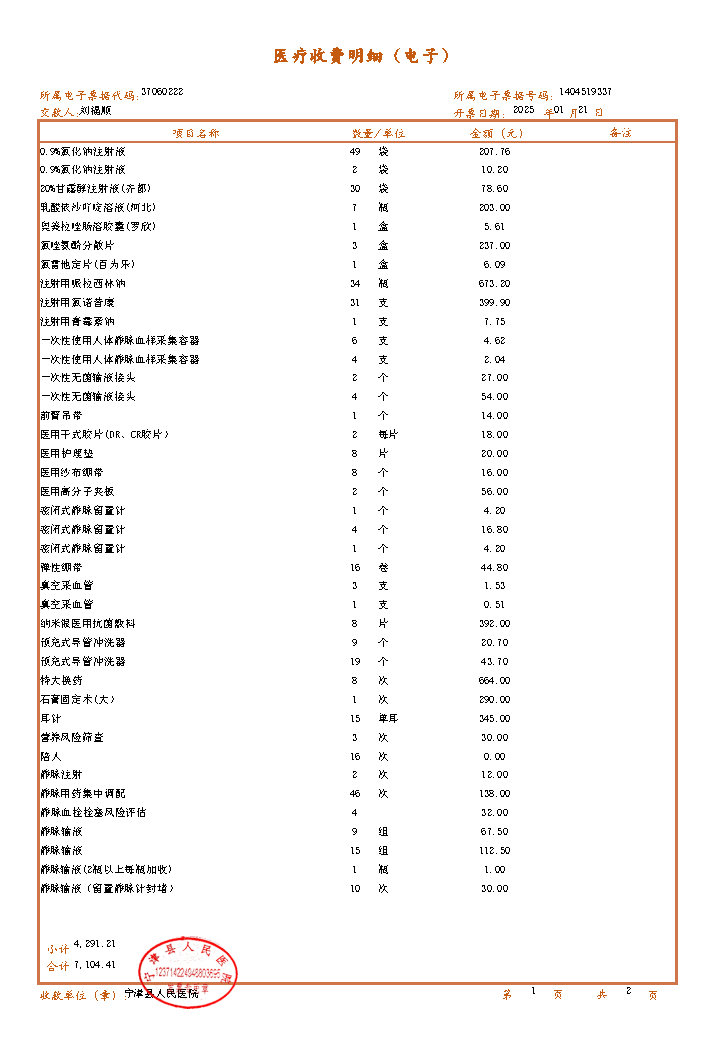 医疗收费明细（电子）
所属电子票据代码：37060222 所属电子票据号码：1404519337
交款人：刘福顺 开票日期：2025 年01 月21 日
项目名称 数量/单位 金额（元） 备注
0.9%氯化钠注射液 49 袋 207.76
0.9%氯化钠注射液 2 袋 10.20
20%甘露醇注射液(齐都) 30 袋 78.60
乳酸依沙吖啶溶液(河北) 7 瓶 203.00
奥美拉唑肠溶胶囊(罗欣) 1 盒 5.61
氯唑氨酚分散片 3 盒 237.00
氯雷他定片(百为乐) 1 盒 6.09
注射用哌拉西林钠 34 瓶 673.20
注射用氯诺昔康 31 支 399.90
注射用青霉素钠 1 支 7.75
一次性使用人体静脉血样采集容器 6 支 4.62
一次性使用人体静脉血样采集容器 4 支 2.04
一次性无菌输液接头 2 个 27.00
一次性无菌输液接头 4 个 54.00
前臂吊带 1 个 14.00
医用干式胶片(DR、CR胶片） 2 每片 18.00
医用护理垫 8 片 20.00
医用纱布绷带 8 个 16.00
医用高分子夹板 2 个 56.00
密闭式静脉留置针 1 个 4.20
密闭式静脉留置针 4 个 16.80
密闭式静脉留置针 1 个 4.20
弹性绷带 16 卷 44.80
真空采血管 3 支 1.53
真空采血管 1 支 0.51
纳米银医用抗菌敷料 8 片 392.00
预充式导管冲洗器 9 个 20.70
预充式导管冲洗器 19 个 43.70
特大换药 8 次 664.00
石膏固定术(大） 1 次 290.00
耳针 15 单耳 345.00
营养风险筛查 3 次 30.00
陪人 16 次 0.00
静脉注射 2 次 12.00
静脉用药集中调配 46 次 138.00
静脉血栓栓塞风险评估 4 32.00
静脉输液 9 组 67.50
静脉输液 15 组 112.50
静脉输液(2瓶以上每瓶加收) 1 瓶 1.00
静脉输液（留置静脉针封堵） 10 次 30.00
小计 4,291.21
合计 7,104.41
宁津县人民医院
收款单位（章）：宁津县人民医院 第 1 页 共 2 页